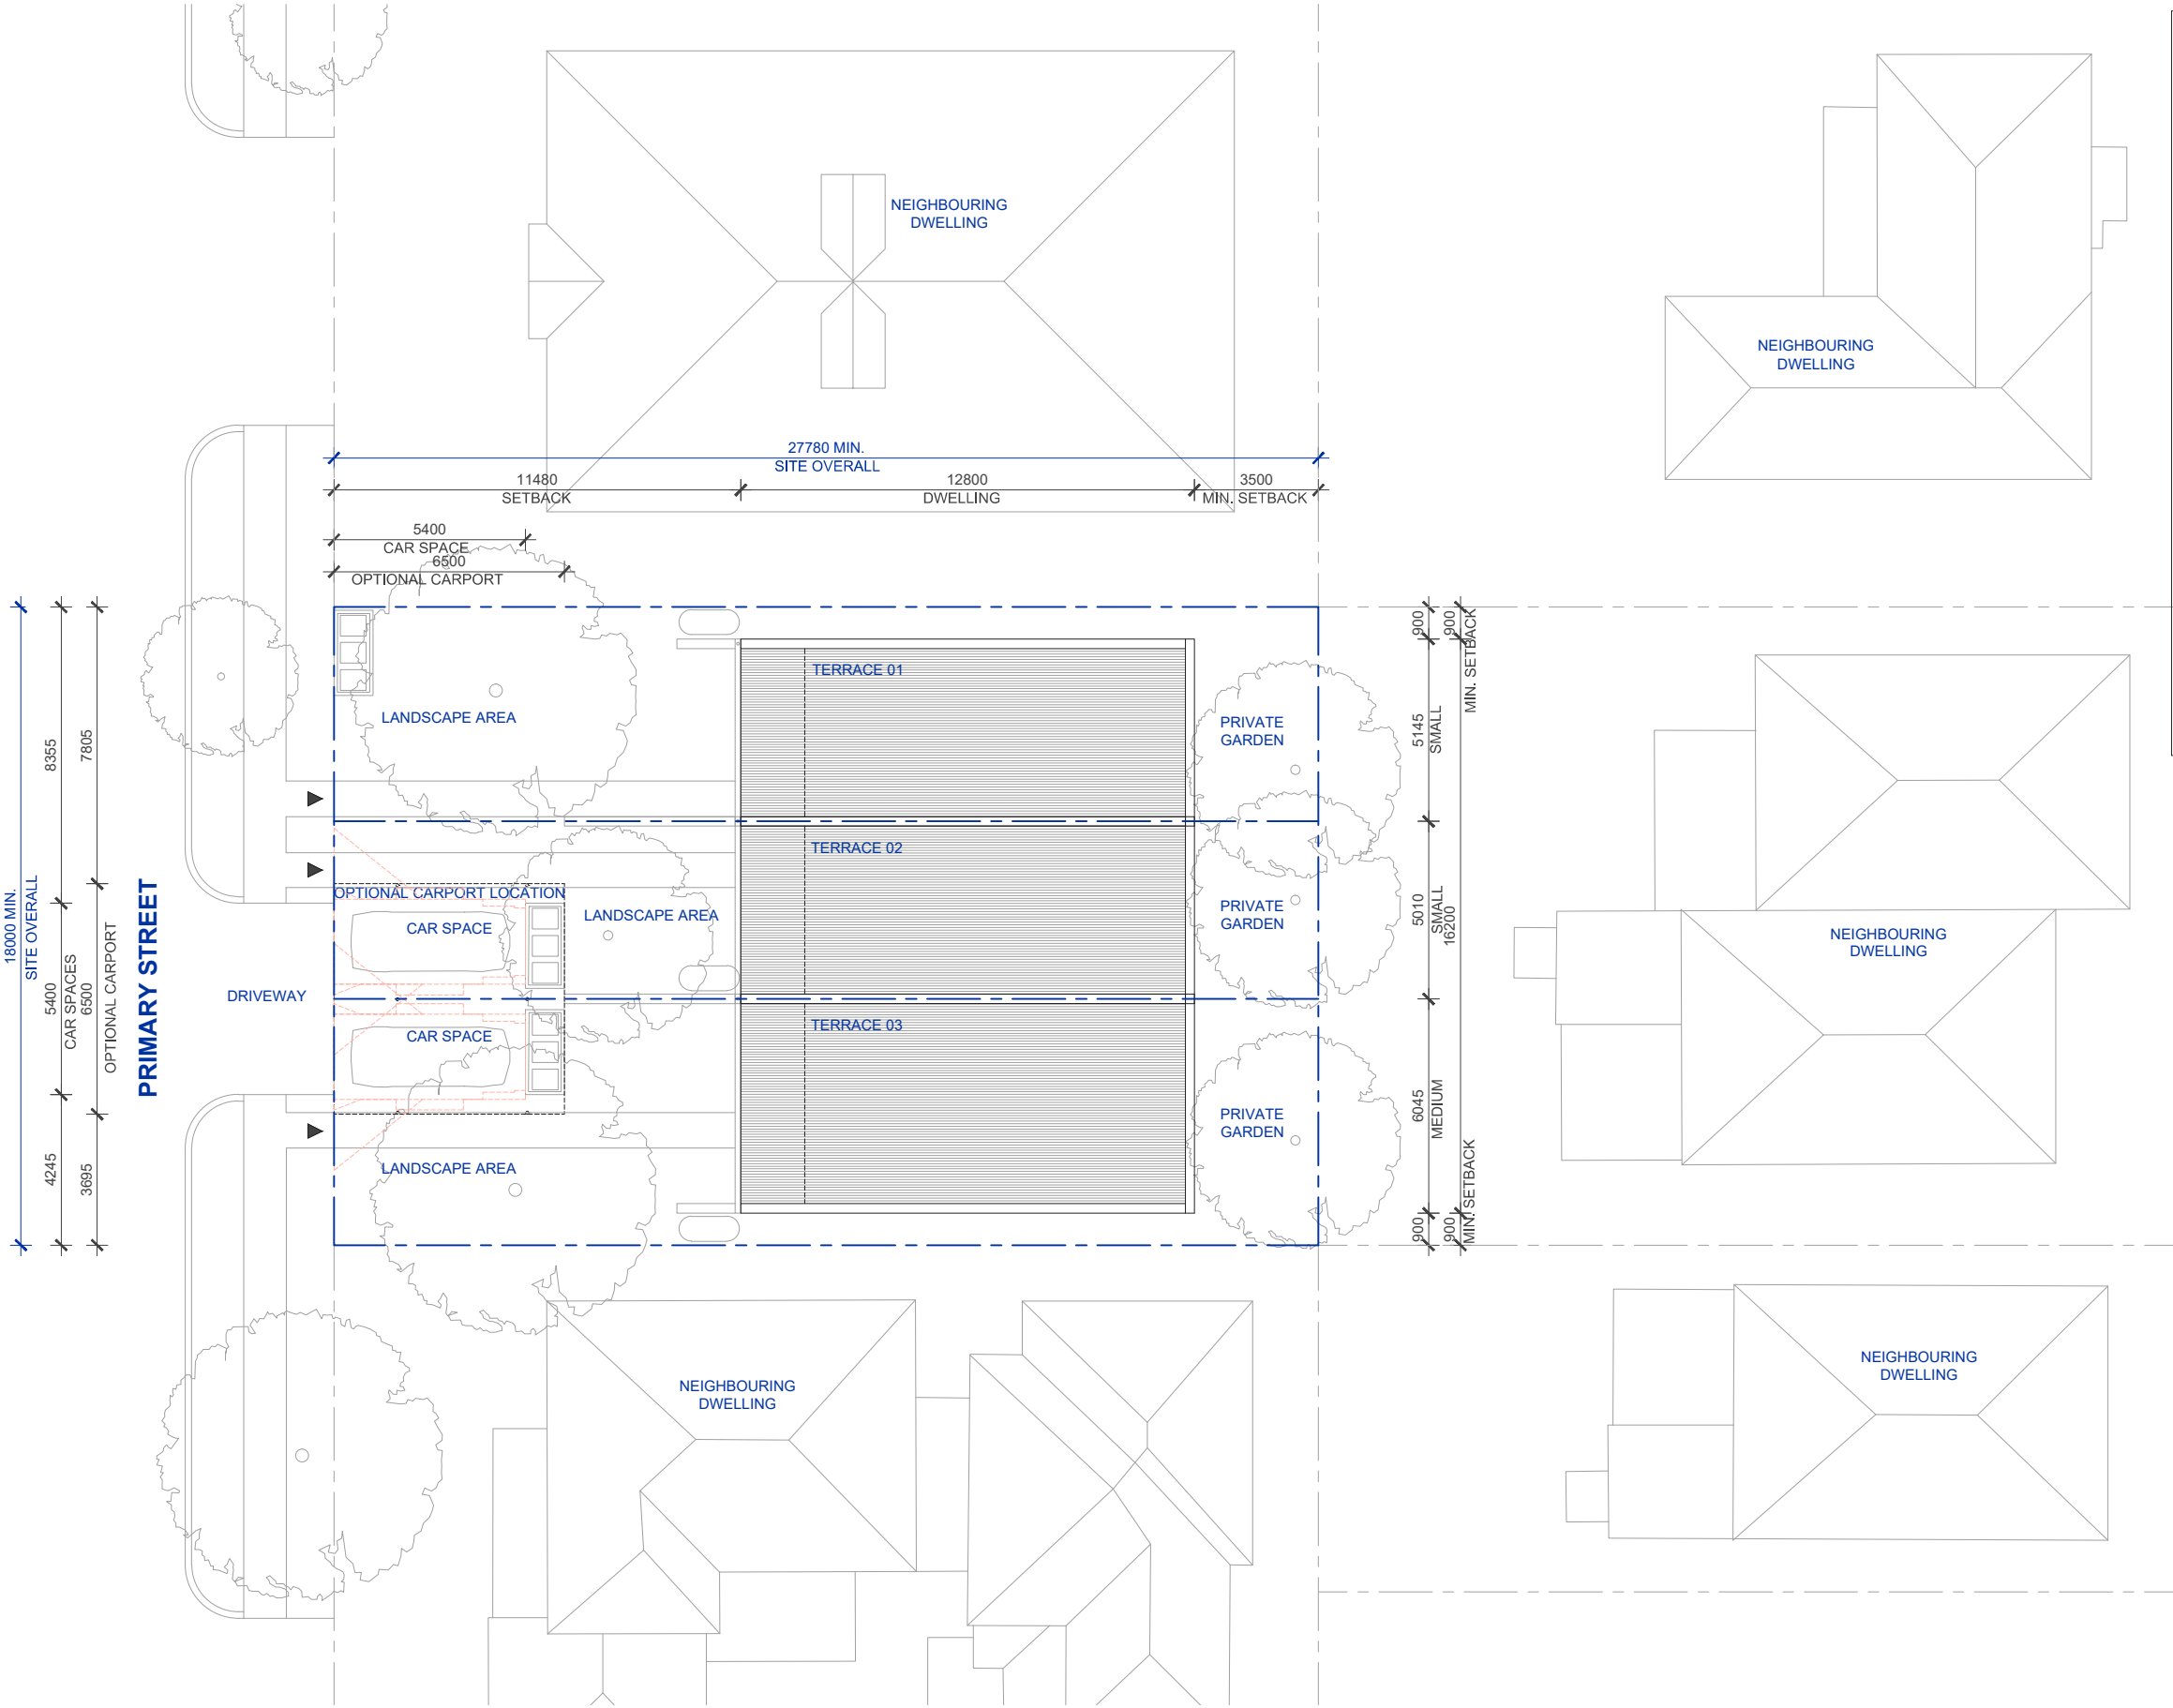 NEIGHBOURING
DWELLING
NEIGHBOURING
DWELLING
27780 MIN.
SITE OVERALL
11480
SETBACK
12800
DWELLING
3500
MIN. SETBACK
5400
CAR SPACE
6500
OPTIONAL CARPORT
18000 MIN.
SITE OVERALL
8355
5400
CAR SPACES
4245
7805
6500
OPTIONAL CARPORT
3695
PRIMARY STREET
DRIVEWAY
LANDSCAPE AREA
OPTIONAL CARPORT LOCATION
CAR SPACE
LANDSCAPE AREA
CAR SPACE
LANDSCAPE AREA
TERRACE 01
TERRACE 02
TERRACE 03
PRIVATE
GARDEN
PRIVATE
GARDEN
PRIVATE
GARDEN
900
5145
SMALL
5010
SMALL
6045
MEDIUM
900
900
MIN. SETBACK
16200
900
MIN. SETBACK
NEIGHBOURING
DWELLING
NEIGHBOURING
DWELLING
NEIGHBOURING
DWELLING